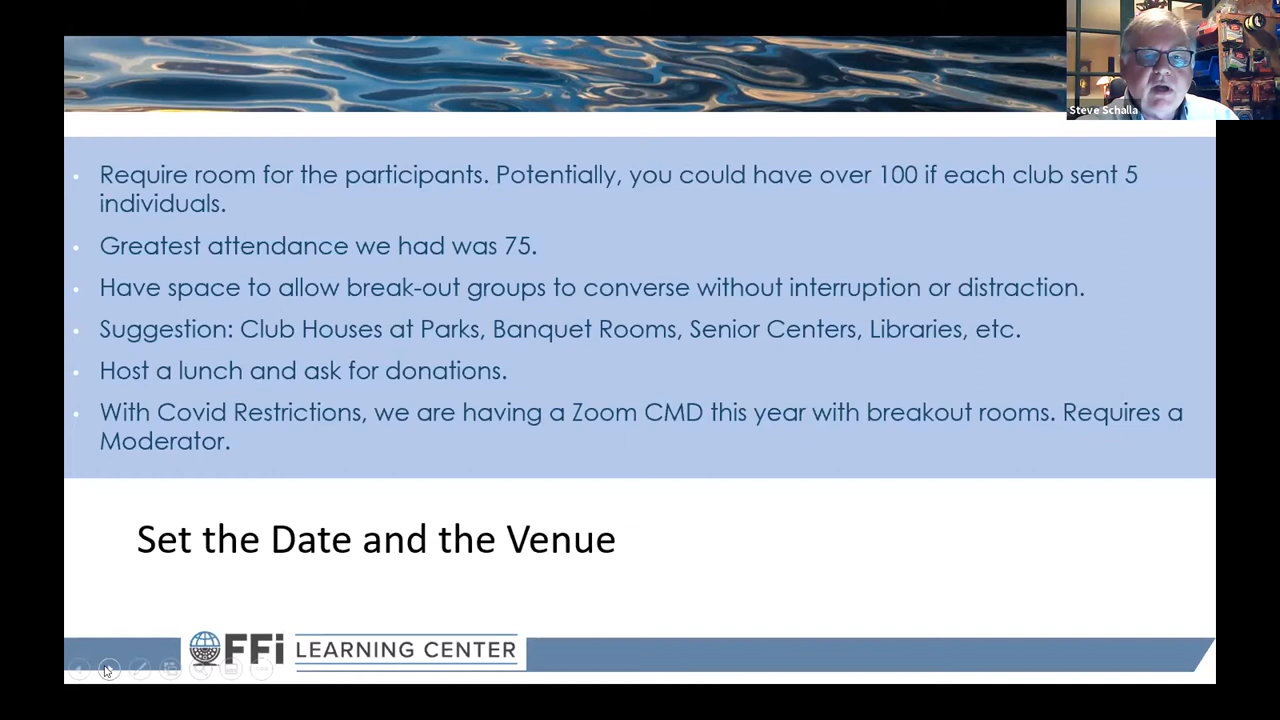 Steve Schalla
Require room for the participants. Potentially, you could have over 100 if each club sent 5
individuals.
Greatest attendance we had was 75.
Have space to allow break-out groups to converse without interruption or distraction.
Suggestion: Club Houses at Parks, Banquet Rooms, Senior Centers, Libraries, etc.
Host a lunch and ask for donations.
With Covid Restrictions, we are having a Zoom CMD this year with breakout rooms. Requires a
Moderator.
Set the Date and the Venue
FFi LEARNING CENTER